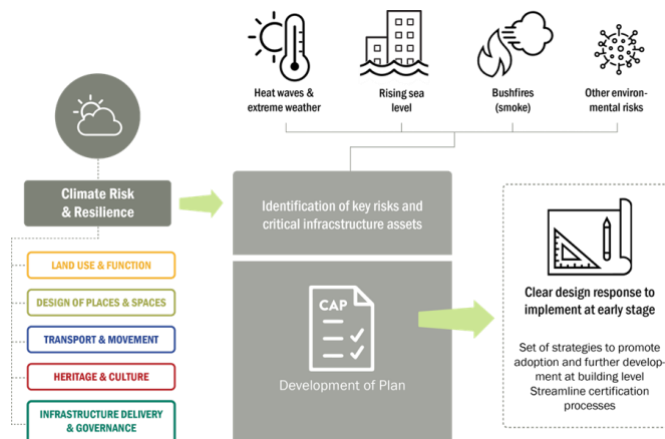 Heat waves &
extreme weather
Rising sea
level
Bushfires
(smoke)
Other environ-
mental risks
Climate Risk
& Resilience
Identification of key risks and
critical infracstructure assets
LAND USE & FUNCTION
DESIGN OF PLACES & SPACES
TRANSPORT & MOVEMENT
HERITAGE & CULTURE
INFRASTRUCTURE DELIVERY
& GOVERNANCE
CAP
Development of Plan
Clear design response to
implement at early stage
Set of strategies to promote
adoption and further develop-
ment at building level
Streamline certification
processes